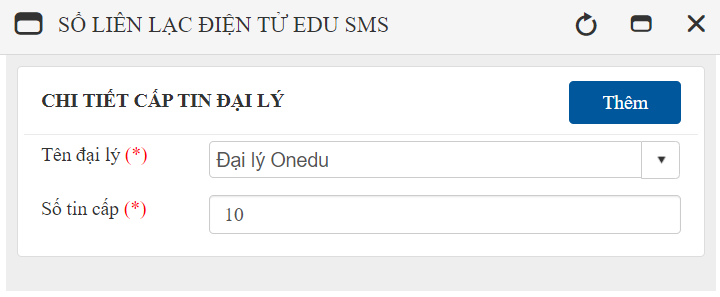 SỔ LIÊN LẠC ĐIỆN TỬ EDU SMS
CHI TIẾT CẤP TIN ĐẠI LÝ
Thêm
Tên đại lý (*)
Đại lý Onedu
Số tin cấp (*)
10